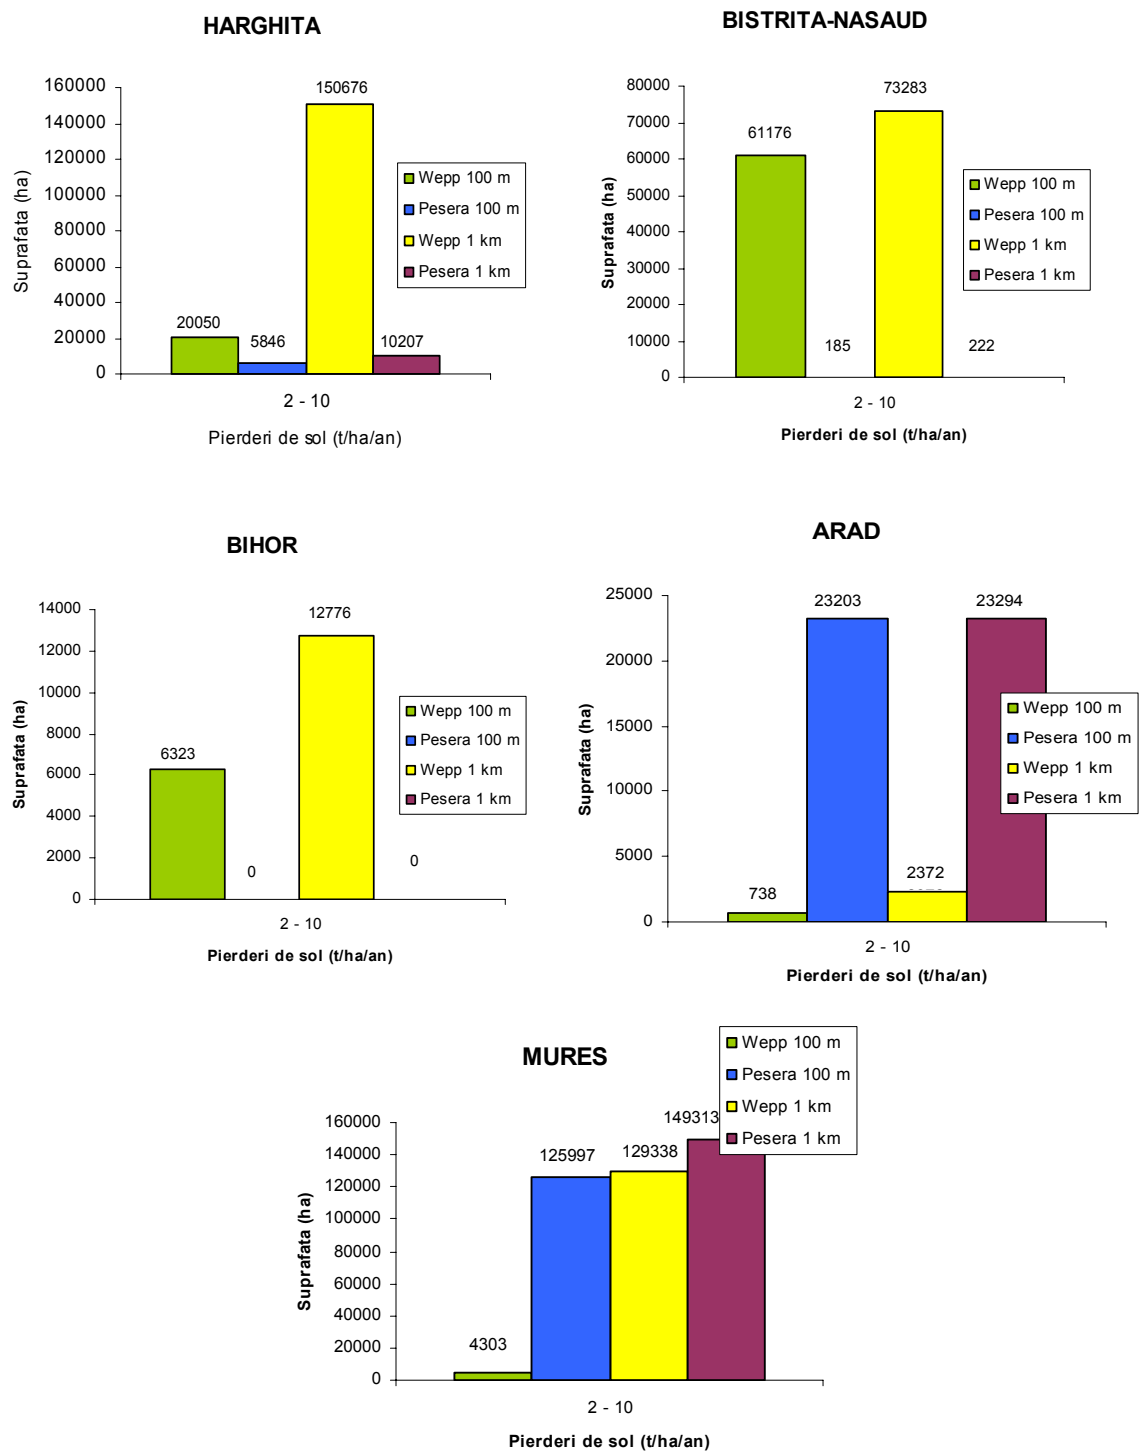 HARGHITA
160000
140000
120000
100000
80000
60000
40000
20000
0
20050
5846
150676
10207
2 - 10
Pierderi de sol (t/ha/an)
Suprafata (ha)
Wepp 100 m
Pesera 100 m
Wepp 1 km
Pesera 1 km
BISTRITA-NASAUD
80000
70000
60000
50000
40000
30000
20000
10000
0
61176
185
73283
222
2 - 10
Pierderi de sol (t/ha/an)
Suprafata (ha)
Wepp 100 m
Pesera 100 m
Wepp 1 km
Pesera 1 km
BIHOR
14000
12000
10000
8000
6000
4000
2000
0
6323
0
12776
0
2 - 10
Pierderi de sol (t/ha/an)
Suprafata (ha)
Wepp 100 m
Pesera 100 m
Wepp 1 km
Pesera 1 km
ARAD
25000
20000
15000
10000
5000
0
738
23203
2372
23294
2 - 10
Pierderi de sol (t/ha/an)
Suprafata (ha)
Wepp 100 m
Pesera 100 m
Wepp 1 km
Pesera 1 km
MURES
160000
140000
120000
100000
80000
60000
40000
20000
0
4303
125997
129338
149313
2 - 10
Pierderi de sol (t/ha/an)
Suprafata (ha)
Wepp 100 m
Pesera 100 m
Wepp 1 km
Pesera 1 km